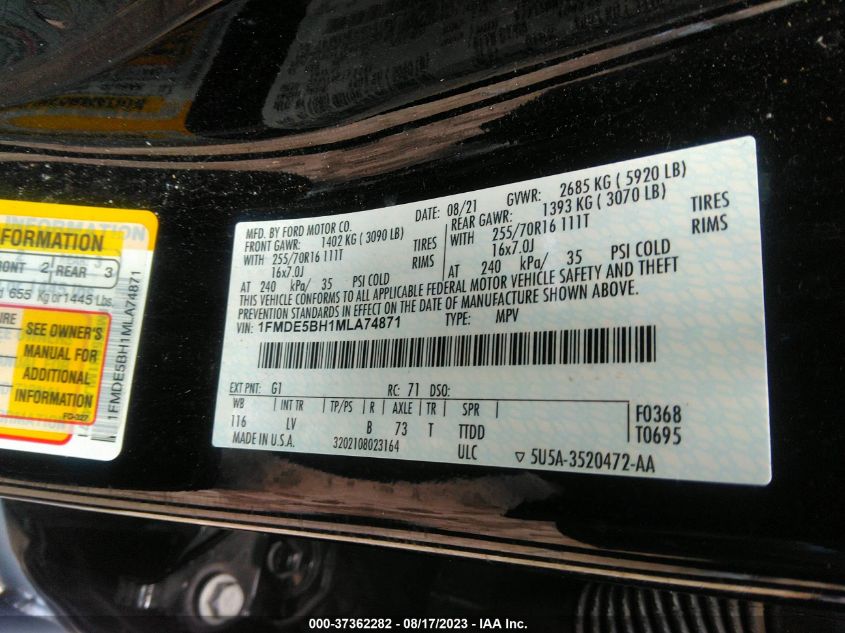 INFORMATION
FORMATION
FRONT 2 REAR 3
655 Kg or 1445 Lbs.
SEE OWNER'S
MANUAL FOR
ADDITIONAL
INFORMATION
FO-327
1FMDE5BH1MLA74871
MFD. BY FORD MOTOR CO. DATE: 08/21 GVWR: 2685 KG ( 5920 LB)
FRONT GAWR: 1402 KG ( 3090 LB) REAR GAWR: 1393 KG ( 3070 LB)
WITH 255/70R16 111T TIRES WITH 255/70R16 111T TIRES
16x7.0J RIMS 16x7.0J RIMS
AT 240 kPa/ 35 PSI COLD AT 240 kPa/ 35 PSI COLD
THIS VEHICLE CONFORMS TO ALL APPLICABLE FEDERAL MOTOR VEHICLE SAFETY AND THEFT
PREVENTION STANDARDS IN EFFECT ON THE DATE OF MANUFACTURE SHOWN ABOVE.
VIN: 1FMDE5BH1MLA74871 TYPE: MPV
EXT PNT: G1 RC: 71 DSO:
WB INT TR TP/PS R AXLE TR SPR F0368
116 LV B 73 T TTDD T0695
MADE IN U.S.A. 3202108023164 ULC ▽ 5U5A-3520472-AA
000-37362282 - 08/17/2023 - IAA Inc.